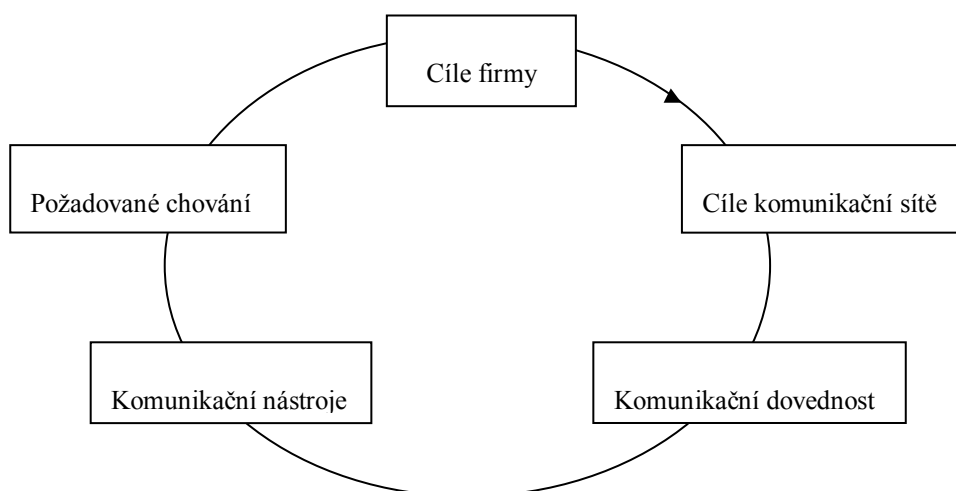 Cíle firmy
Požadované chování
Cíle komunikační sítě
Komunikační nástroje
Komunikační dovednost